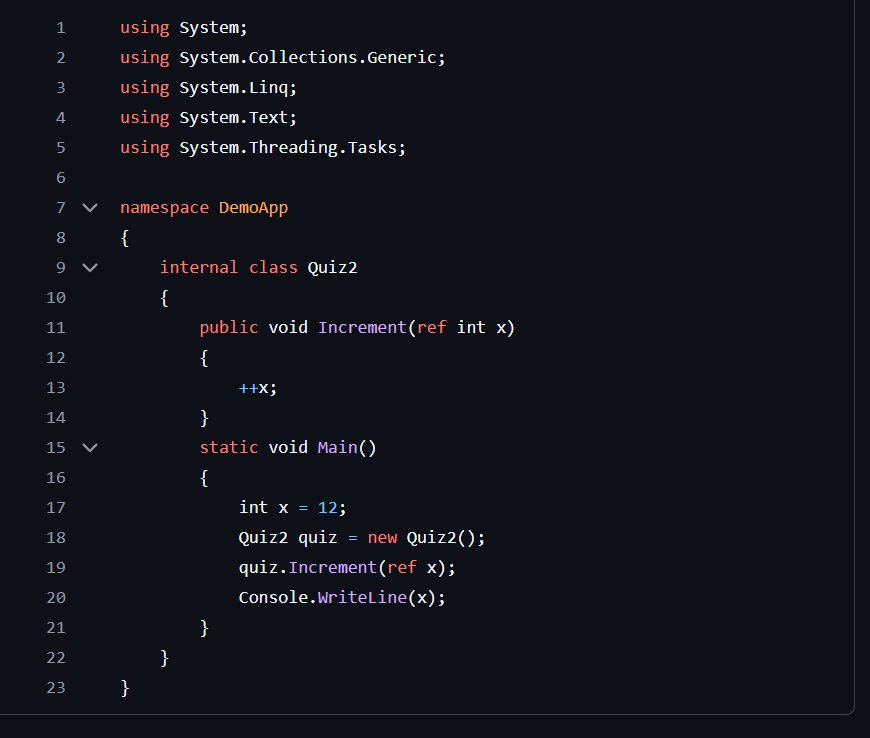 1 using System;
2 using System.Collections.Generic;
3 using System.Linq;
4 using System.Text;
5 using System.Threading.Tasks;
6
7 namespace DemoApp
8 {
9     internal class Quiz2
10     {
11         public void Increment(ref int x)
12         {
13             ++x;
14         }
15         static void Main()
16         {
17             int x = 12;
18             Quiz2 quiz = new Quiz2();
19             quiz.Increment(ref x);
20             Console.WriteLine(x);
21         }
22     }
23 }